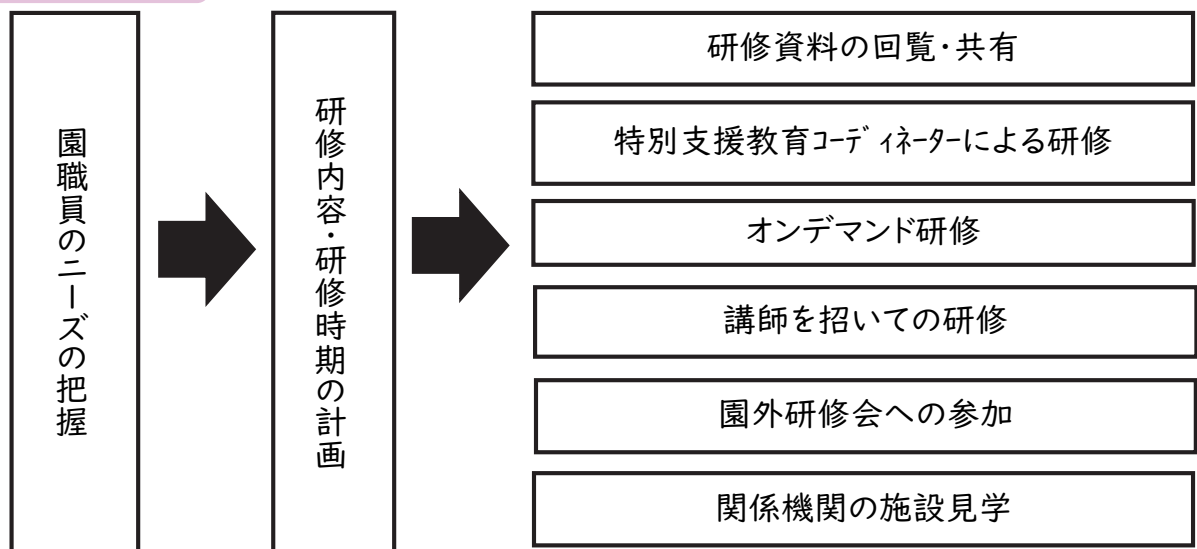 園職員のニーズの把握
研修内容・研修時期の計画
研修資料の回覧・共有
特別支援教育ｺｰﾃﾞｨﾈｰﾀｰによる研修
オンデマンド研修
講師を招いての研修
園外研修会への参加
関係機関の施設見学